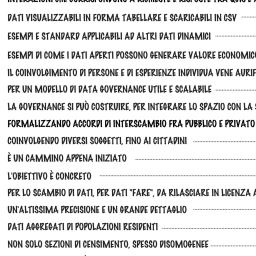 DATI VISUALIZZABILI IN FORMA TABELLARE E SCARICABILI IN CSV
ESEMPI E STANDARD APPLICABILI AD ALTRI DATI DINAMICI
ESEMPI DI COME I DATI APERTI POSSONO GENERARE VALORE ECONOMICO
IL COINVOLGIMENTO DI PERSONE E DI ESPERIENZE INDIVIDUA VENE AURIF
PER UN MODELLO DI DATA GOVERNANCE UTILE E SCALABILE
LA GOVERNANCE SI PUÒ COSTRUIRE, PER INTEGRARE LO SPAZIO CON LA
FORMALIZZANDO ACCORDI DI INTERSCAMBIO FRA PUBBLICO E PRIVATO
COINVOLGENDO DIVERSI SOGGETTI, FINO AI CITTADINI
È UN CAMMINO APPENA INIZIATO
L'OBIETTIVO È CONCRETO
PER LO SCAMBIO DI DATI, PER DATI "FARE", DA RILASCIARE IN LICENZA A
UN'ALTISSIMA PRECISIONE E UN GRANDE DETTAGLIO
DATI AGGREGATI DI POPOLAZIONI RESIDENTI
NON SOLO SEZIONI DI CENSIMENTO, SPESSO DISOMOGENEE